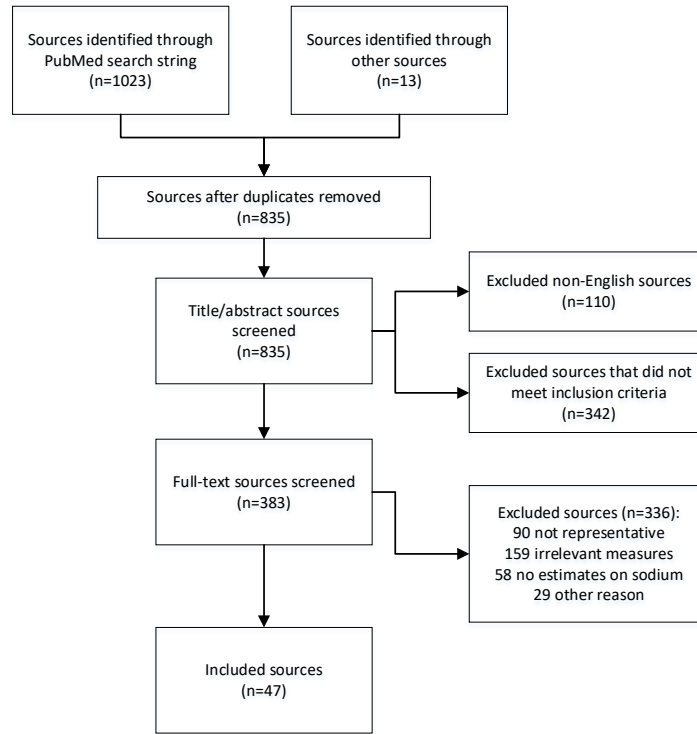 Sources identified through
PubMed search string
(n=1023)
Sources identified through
other sources
(n=13)
Sources after duplicates removed
(n=835)
Title/abstract sources
screened
(n=835)
Excluded non-English sources
(n=110)
Excluded sources that did not
meet inclusion criteria
(n=342)
Full-text sources screened
(n=383)
Excluded sources (n=336):
90 not representative
159 irrelevant measures
58 no estimates on sodium
29 other reason
Included sources
(n=47)